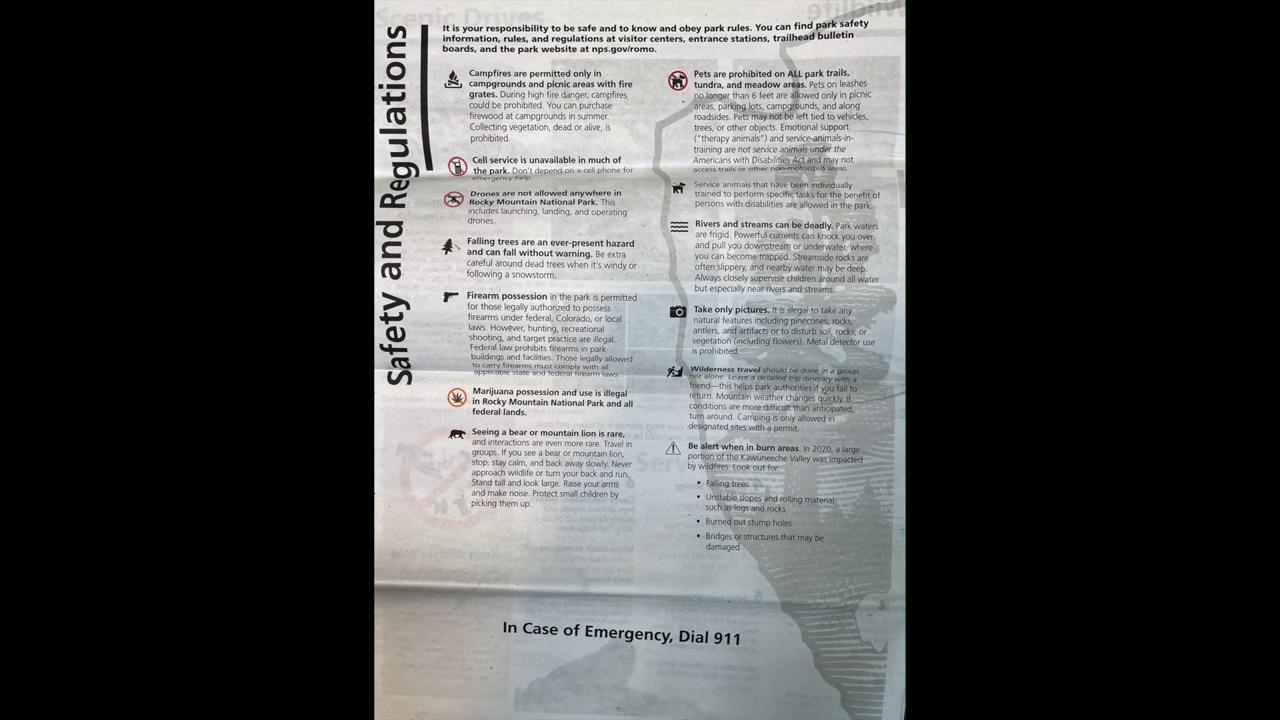 Safety and Regulations
It is your responsibility to be safe and to know and obey park rules. You can find park safety
information, rules, and regulations at visitor centers, entrance stations, trailhead bulletin
boards, and the park website at nps.gov/romo.
Campfires are permitted only in
campgrounds and picnic areas with fire
grates. During high fire danger, campfires
could be prohibited. You can purchase
firewood at campgrounds in summer.
Collecting vegetation, dead or alive, is
prohibited.
Cell service is unavailable in much of
the park. Don't depend on a cell phone for
emergency help.
Drones are not allowed anywhere in
Rocky Mountain National Park. This
includes launching, landing, and operating
drones.
Falling trees are an ever-present hazard
and can fall without warning. Be extra
careful around dead trees when it's windy or
following a snowstorm.
Firearm possession in the park is permitted
for those legally authorized to possess
firearms under federal, Colorado, or local
laws. However, hunting, recreational
shooting, and target practice are illegal.
Federal law prohibits firearms in park
buildings and facilities. Those legally allowed
to carry firearms must comply with all
applicable state and federal firearm laws.
Marijuana possession and use is illegal
in Rocky Mountain National Park and all
federal lands.
Seeing a bear or mountain lion is rare,
and interactions are even more rare. Travel in
groups. If you see a bear or mountain lion,
stop, stay calm, and back away slowly. Never
approach wildlife or turn your back and run.
Stand tall and look large. Raise your arms
and make noise. Protect small children by
picking them up.
Pets are prohibited on ALL park trails,
tundra, and meadow areas. Pets on leashes
no longer than 6 feet are allowed only in picnic
areas, parking lots, campgrounds, and along
roadsides. Pets may not be left tied to vehicles,
trees, or other objects. Emotional support
("therapy animals") and service-animals-in-
training are not service animals under the
Americans with Disabilities Act and may not
access trails or other non-motorized areas.
Service animals that have been individually
trained to perform specific tasks for the benefit of
persons with disabilities are allowed in the park.
Rivers and streams can be deadly. Park waters
are frigid. Powerful currents can knock you over
and pull you downstream or underwater, where
you can become trapped. Streamside rocks are
often slippery, and nearby water may be deep.
Always closely supervise children around all water
but especially near rivers and streams.
Take only pictures. It is illegal to take any
natural features including pinecones, rocks,
antlers, and artifacts or to disturb soil, rocks, or
vegetation (including flowers). Metal detector use
is prohibited.
Wilderness travel should be done in a group,
not alone. Leave a detailed trip itinerary with a
friend—this helps park authorities if you fail to
return. Mountain weather changes quickly. If
conditions are more difficult than anticipated,
turn around. Camping is only allowed in
designated sites with a permit.
Be alert when in burn areas. In 2020, a large
portion of the Kawuneeche Valley was impacted
by wildfires. Look out for:
• Falling trees
• Unstable slopes and rolling material
such as logs and rocks
• Burned out stump holes
• Bridges or structures that may be
damaged
In Case of Emergency, Dial 911